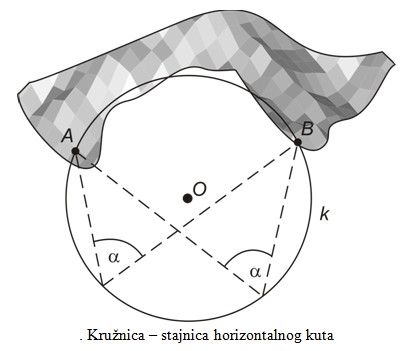 A
B
O
k
α
α
. Kružnica – stajnica horizontalnog kuta